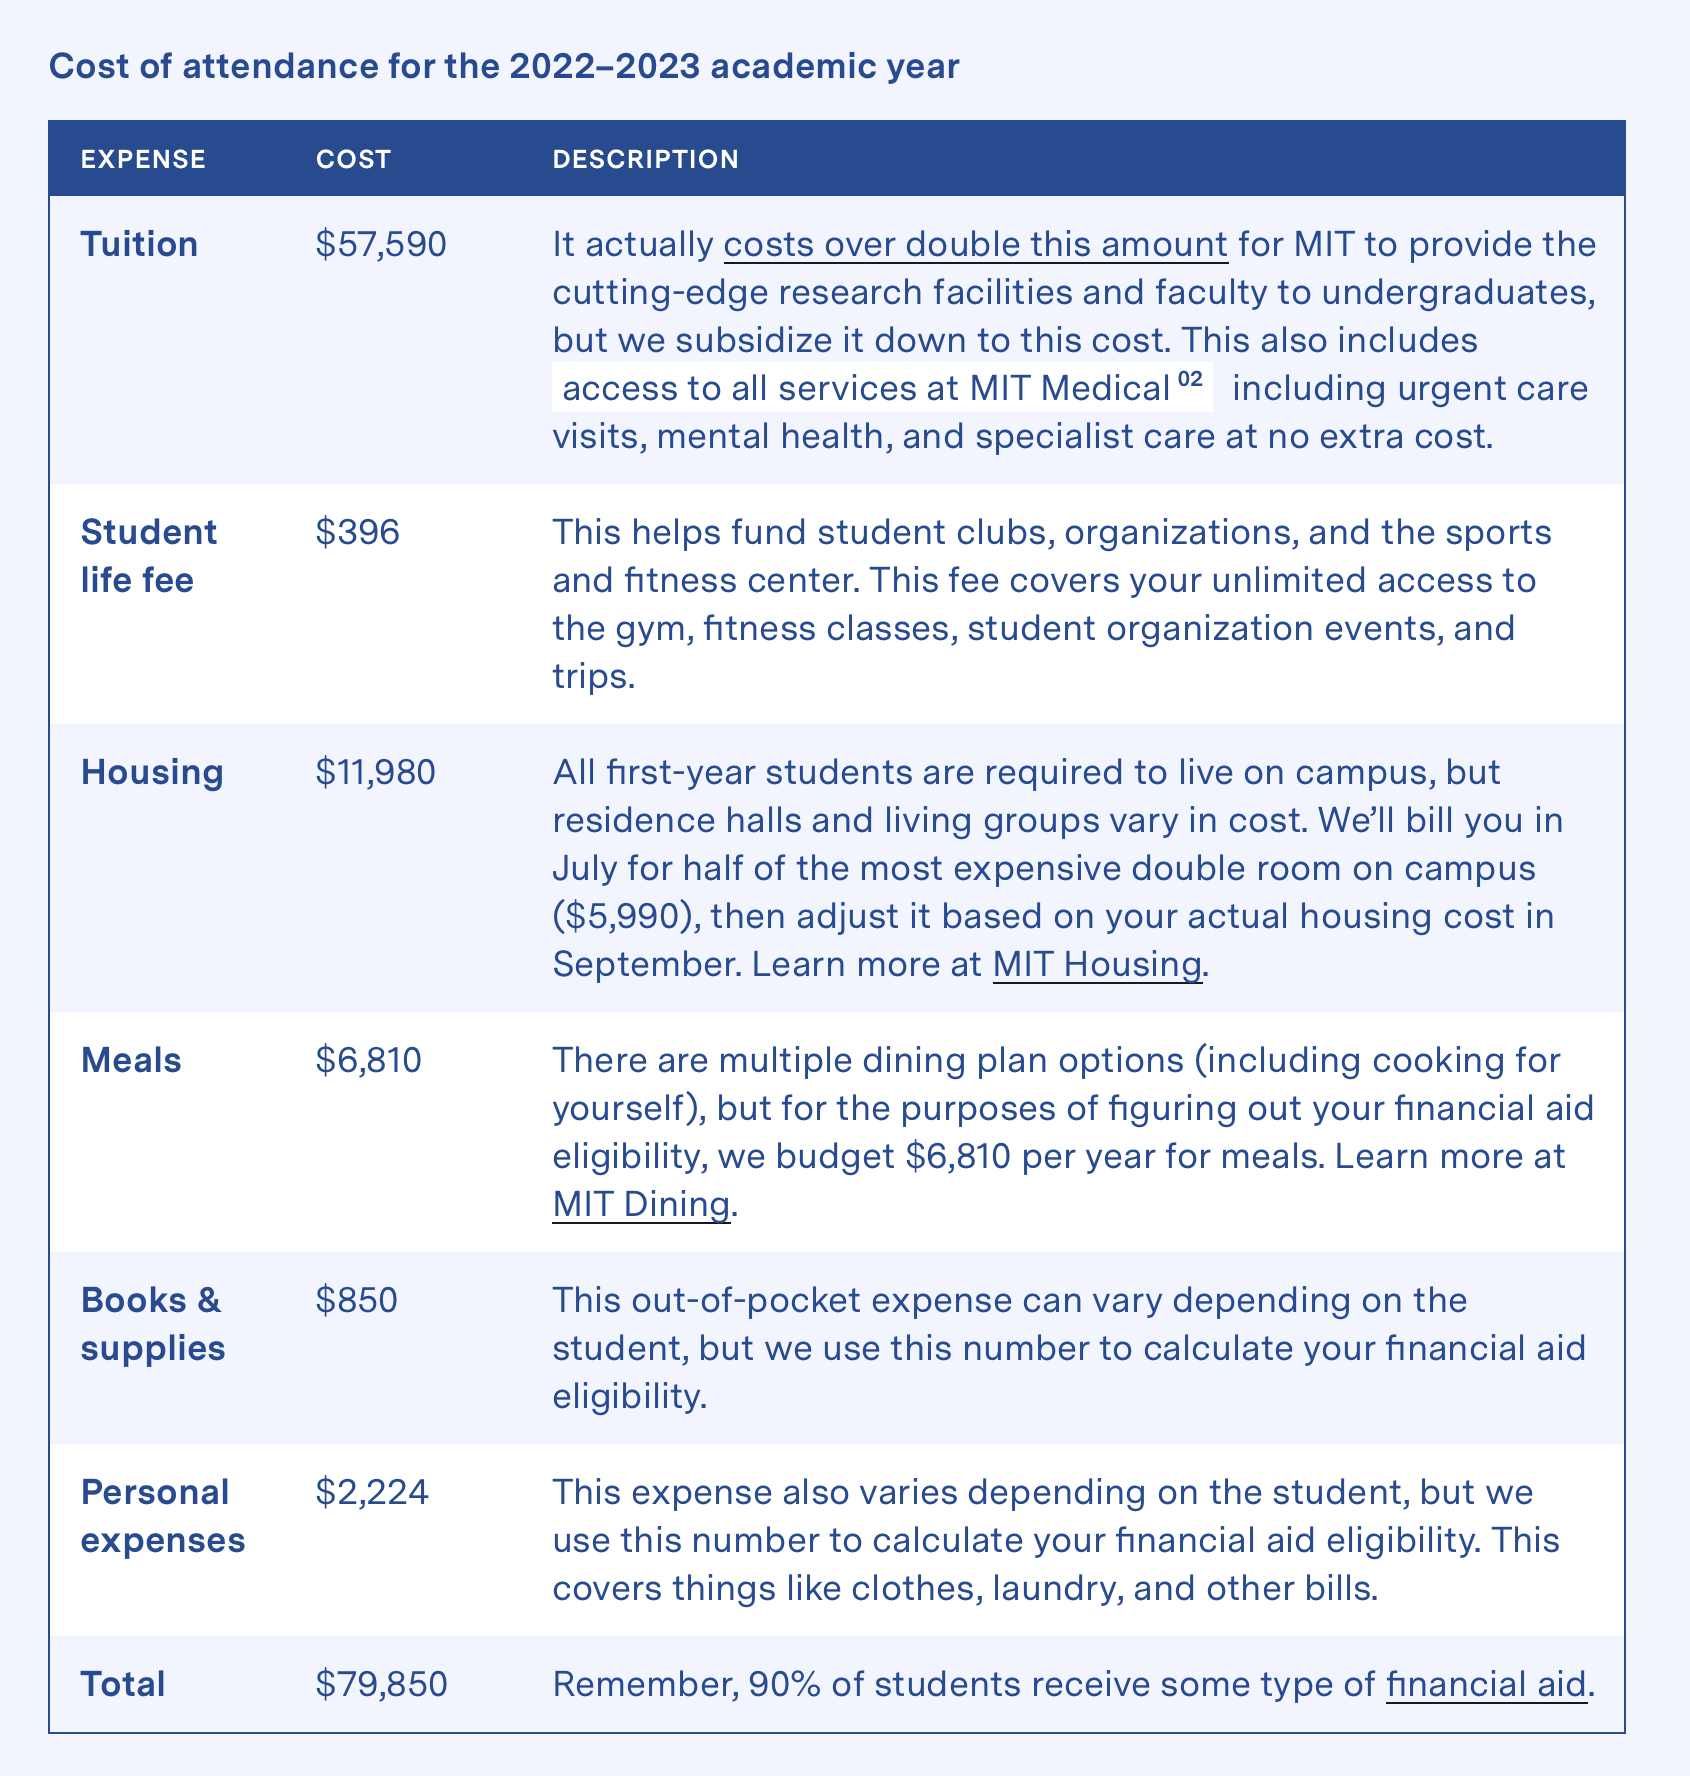 Cost of attendance for the 2022–2023 academic year
EXPENSE COST DESCRIPTION
Tuition $57,590 It actually costs over double this amount for MIT to provide the
cutting-edge research facilities and faculty to undergraduates,
but we subsidize it down to this cost. This also includes
access to all services at MIT Medical 02 including urgent care
visits, mental health, and specialist care at no extra cost.
Student $396 This helps fund student clubs, organizations, and the sports
life fee and fitness center. This fee covers your unlimited access to
the gym, fitness classes, student organization events, and
trips.
Housing $11,980 All first-year students are required to live on campus, but
residence halls and living groups vary in cost. We’ll bill you in
July for half of the most expensive double room on campus
($5,990), then adjust it based on your actual housing cost in
September. Learn more at MIT Housing.
Meals $6,810 There are multiple dining plan options (including cooking for
yourself), but for the purposes of figuring out your financial aid
eligibility, we budget $6,810 per year for meals. Learn more at
MIT Dining.
Books & $850 This out-of-pocket expense can vary depending on the
supplies student, but we use this number to calculate your financial aid
eligibility.
Personal $2,224 This expense also varies depending on the student, but we
expenses use this number to calculate your financial aid eligibility. This
covers things like clothes, laundry, and other bills.
Total $79,850 Remember, 90% of students receive some type of financial aid.